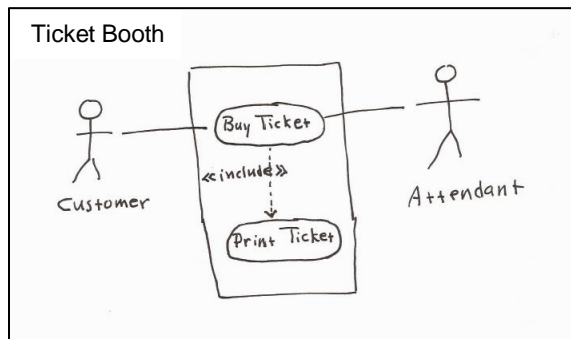 Ticket Booth
Buy Ticket
«include»
Customer
Attendant
Print Ticket